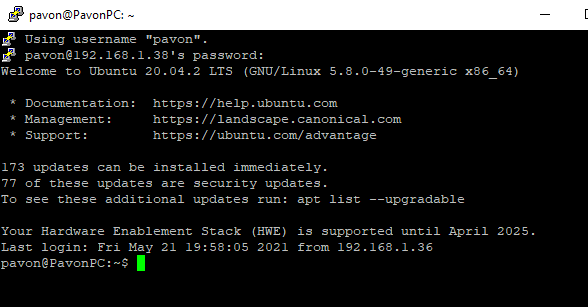 pavon@PavonPC: ~
Using username "pavon".
pavon@192.168.1.38's password:
Welcome to Ubuntu 20.04.2 LTS (GNU/Linux 5.8.0-49-generic x86_64)
* Documentation:  https://help.ubuntu.com
* Management:     https://landscape.canonical.com
* Support:        https://ubuntu.com/advantage
173 updates can be installed immediately.
77 of these updates are security updates.
To see these additional updates run: apt list --upgradable
Your Hardware Enablement Stack (HWE) is supported until April 2025.
Last login: Fri May 21 19:58:05 2021 from 192.168.1.36
pavon@PavonPC:~$